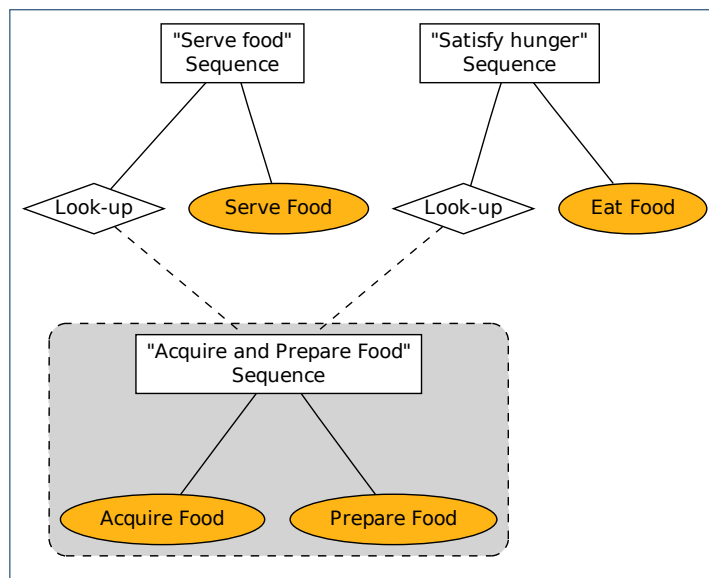 "Serve food"
Sequence
"Satisfy hunger"
Sequence
Look-up
Serve Food
Look-up
Eat Food
"Acquire and Prepare Food"
Sequence
Acquire Food
Prepare Food